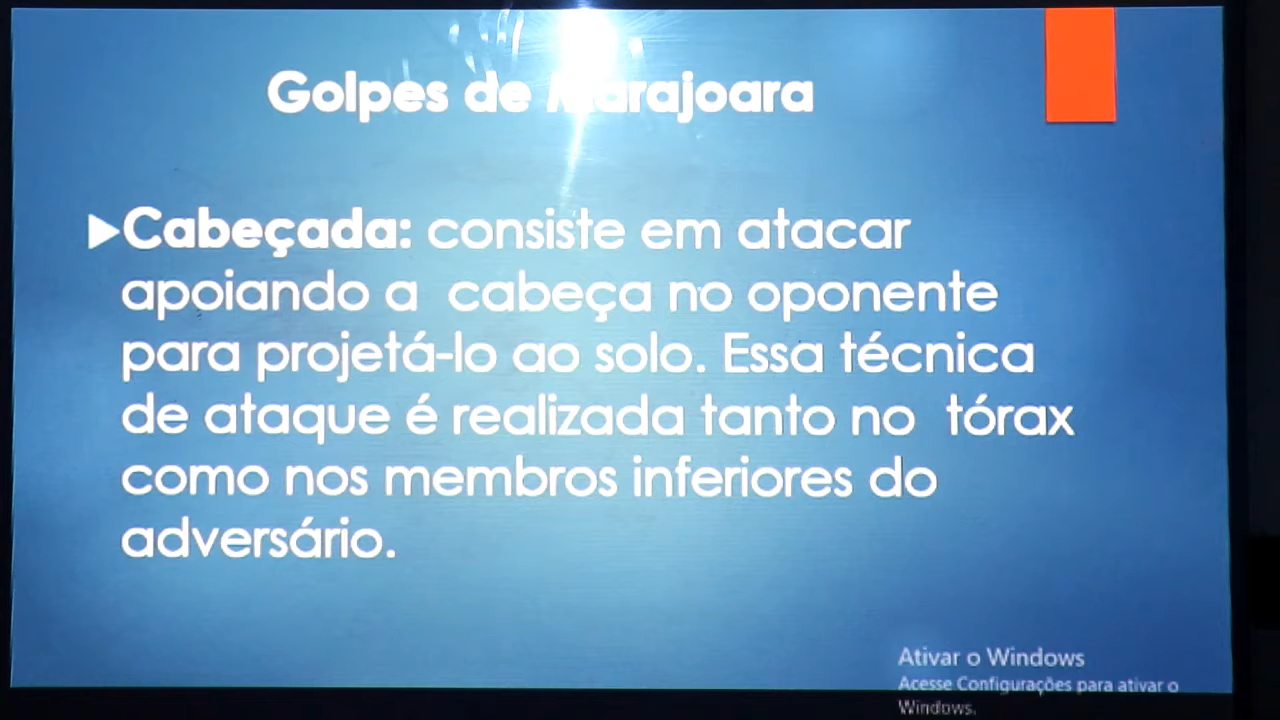 Golpes de Marajoara
Cabeçada: consiste em atacar
apoiando a cabeça no oponente
para projetá-lo ao solo. Essa técnica
de ataque é realizada tanto no tórax
como nos membros inferiores do
adversário.
Ativar o Windows
Acesse Configurações para ativar o
Windows.